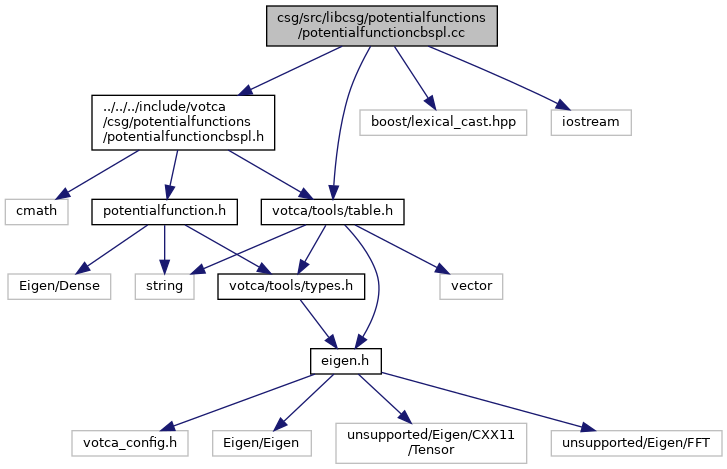 csg/src/libcsg/potentialfunctions
/potentialfunctioncbspl.cc
../../../include/votca
/csg/potentialfunctions
/potentialfunctioncbspl.h
boost/lexical_cast.hpp
iostream
cmath
potentialfunction.h
votca/tools/table.h
Eigen/Dense
string
votca/tools/types.h
vector
eigen.h
votca_config.h
Eigen/Eigen
unsupported/Eigen/CXX11
/Tensor
unsupported/Eigen/FFT